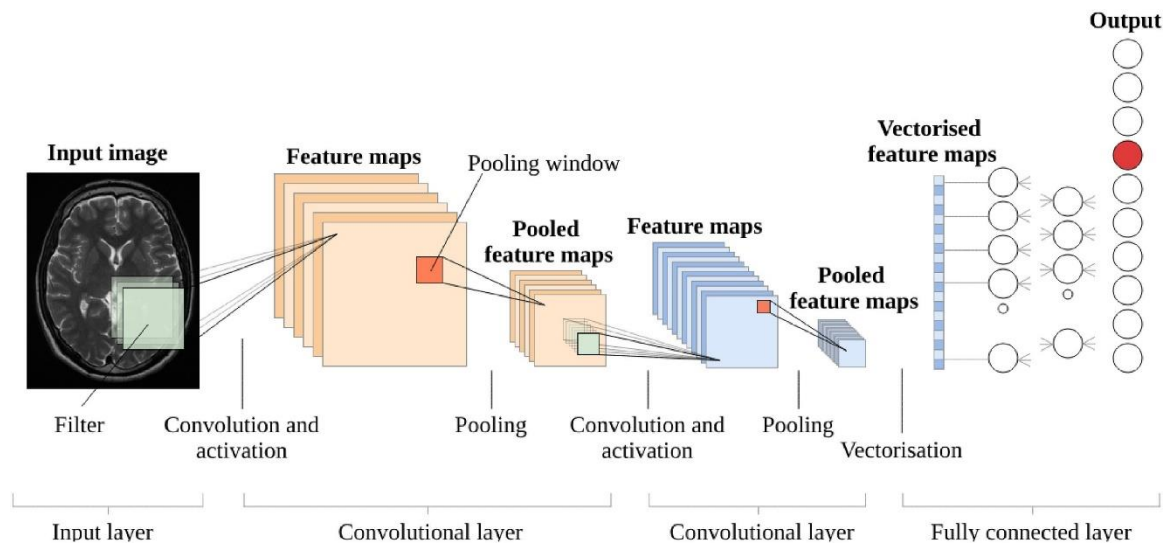 Output
Input image
Feature maps
Pooling window
Vectorised
feature maps
Pooled
feature maps
Feature maps
Pooled
feature maps
Filter
Convolution and
activation
Pooling
Convolution and
activation
Pooling
Vectorisation
Input layer
Convolutional layer
Convolutional layer
Fully connected layer